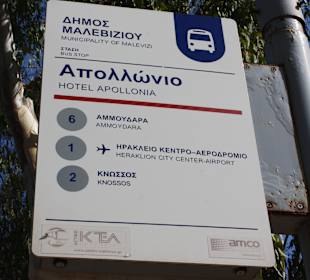 ΔΗΜΟΣ
ΜΑΛΕΒΙΖΙΟΥ
MUNICIPALITY OF MALEVIZI
ΣΤΑΣΗ
BUS STOP
Απολλώνιο
HOTEL APOLLONIA
6 ΑΜΜΟΥΔΑΡΑ
AMMOYDARA
1 ΗΡΑΚΛΕΙΟ ΚΕΝΤΡΟ–ΑΕΡΟΔΡΟΜΙΟ
HERAKLION CITY CENTER-AIRPORT
2 ΚΝΩΣΣΟΣ
KNOSSOS
ΚΤΕΛ
amco